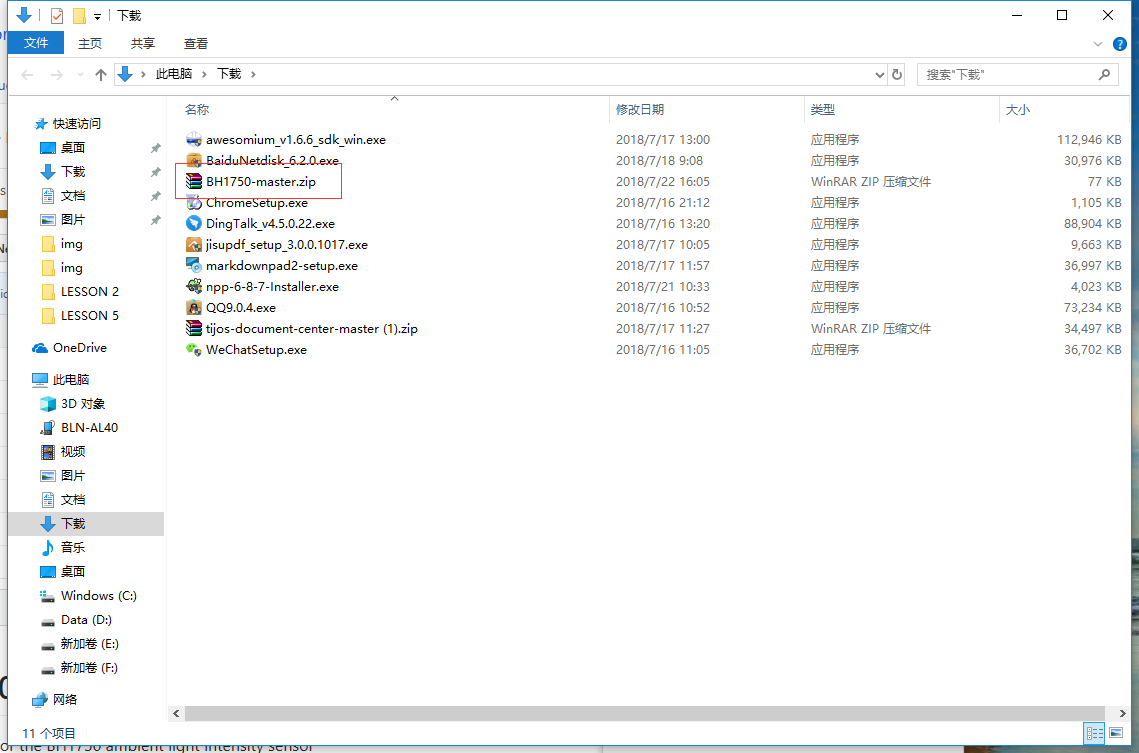 下载
文件 主页 共享 查看
此电脑 下载
搜索"下载"
名称 修改日期 类型 大小
快速访问
桌面
下载
文档
图片
img
img
LESSON 2
LESSON 5
OneDrive
此电脑
3D 对象
BLN-AL40
视频
图片
文档
下载
音乐
桌面
Windows (C:)
Data (D:)
新加卷 (E:)
新加卷 (F:)
网络
awesomium_v1.6.6_sdk_win.exe 2018/7/17 13:00 应用程序 112,946 KB
BaiduNetdisk_6.2.0.exe 2018/7/18 9:08 应用程序 30,976 KB
BH1750-master.zip 2018/7/22 16:05 WinRAR ZIP 压缩文件 77 KB
ChromeSetup.exe 2018/7/16 21:12 应用程序 1,105 KB
DingTalk_v4.5.0.22.exe 2018/7/16 13:20 应用程序 88,904 KB
jisupdf_setup_3.0.0.1017.exe 2018/7/17 10:05 应用程序 9,663 KB
markdownpad2-setup.exe 2018/7/17 11:57 应用程序 36,997 KB
npp-6-8-7-Installer.exe 2018/7/21 10:33 应用程序 4,023 KB
QQ9.0.4.exe 2018/7/16 10:52 应用程序 73,234 KB
tijos-document-center-master (1).zip 2018/7/17 11:27 WinRAR ZIP 压缩文件 34,497 KB
WeChatSetup.exe 2018/7/16 11:05 应用程序 36,702 KB
11 个项目
of the BH1750 ambient light intensity sensor